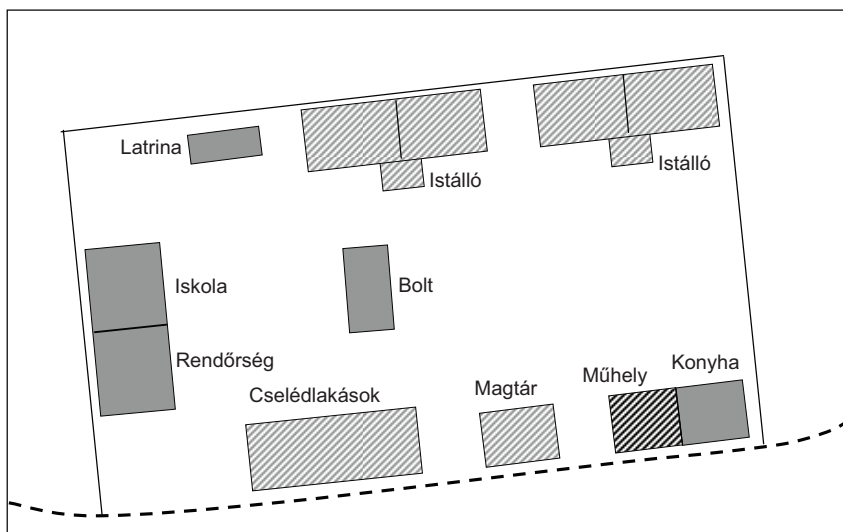 Latrina
Istálló
Istálló
Iskola
Bolt
Rendőrség
Cselédlakások
Magtár
Műhely
Konyha